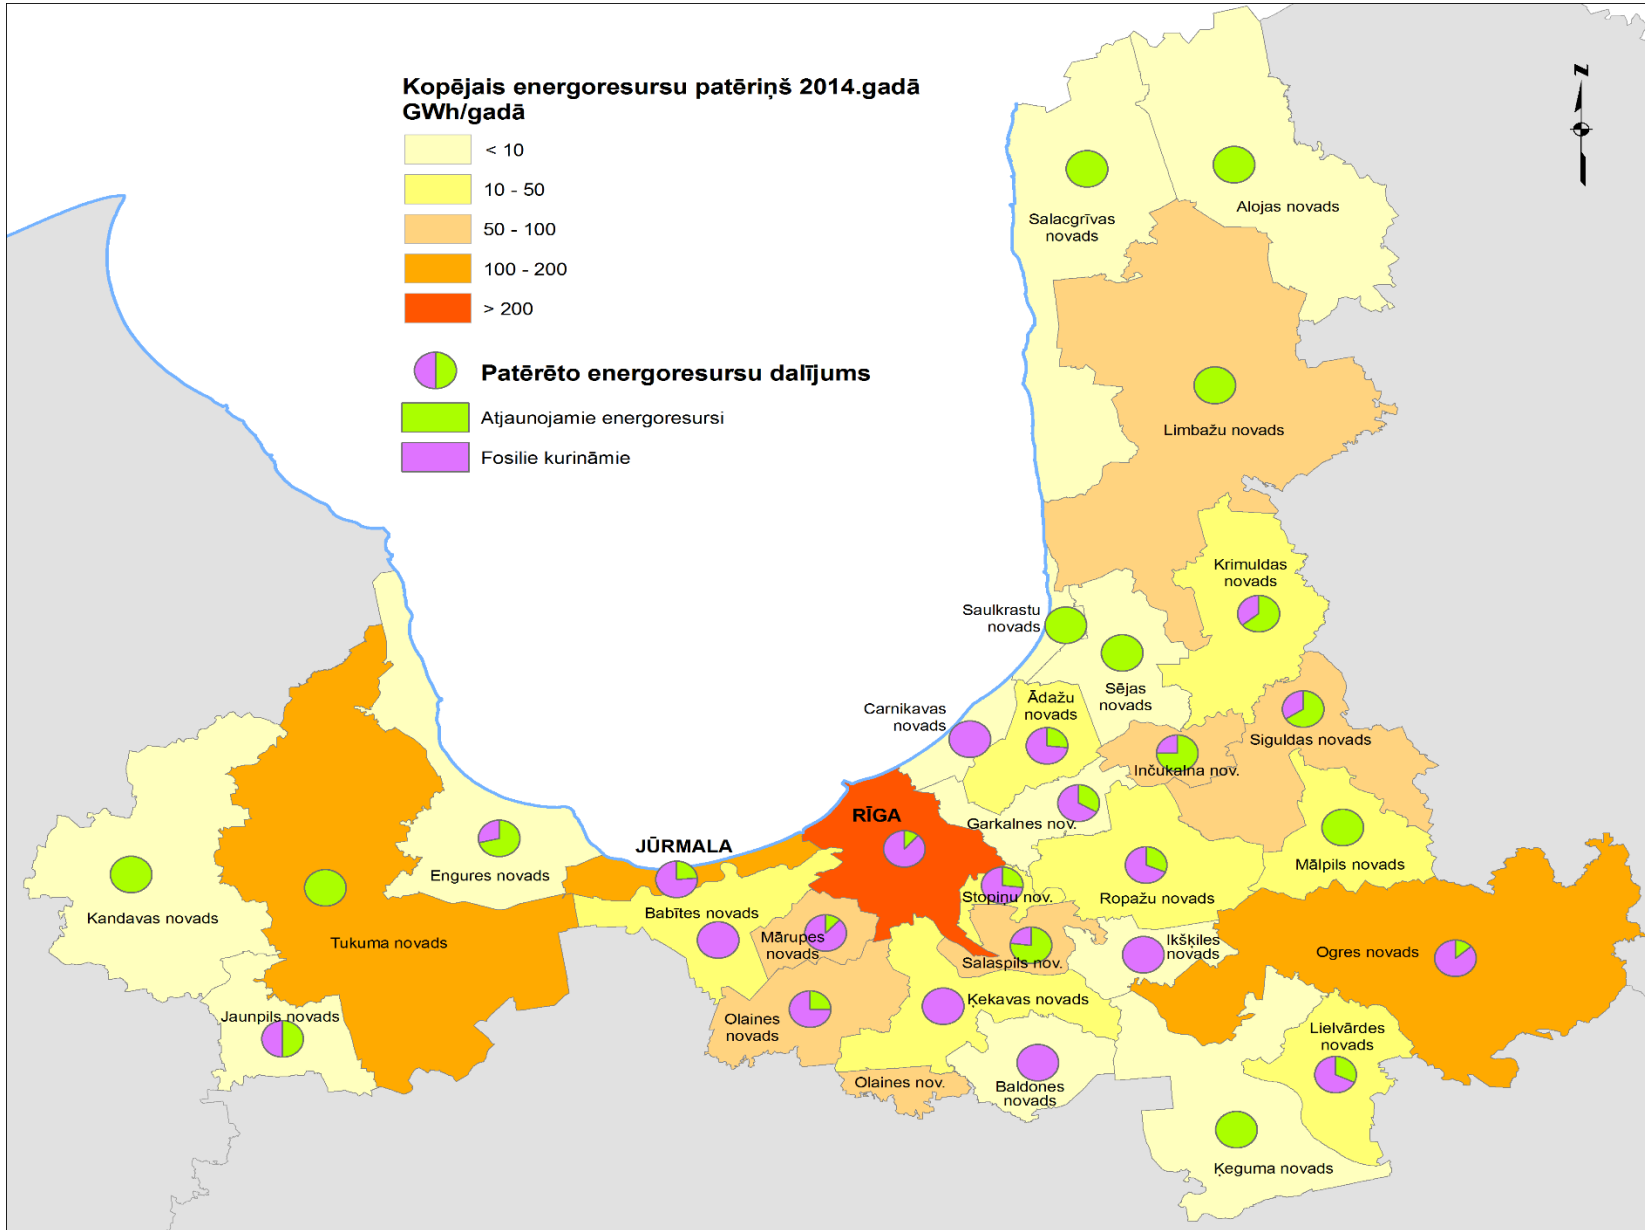 Kopējais energoresursu patēriņš 2014.gadā
GWh/gadā
< 10
10 - 50
50 - 100
100 - 200
> 200
Patērēto energoresursu dalījums
Atjaunojamie energoresursi
Fosilie kurināmie
N
Salacgrīvas
novads
Alojas novads
Limbažu novads
Krimuldas
novads
Saulkrastu
novads
Sējas
novads
Ādažu
novads
Carnikavas
novads
Siguldas novads
Inčukalna nov.
RĪGA
Garkalnes nov.
JŪRMALA
Mālpils novads
Engures novads
Stopiņu nov.
Ropažu novads
Babītes novads
Kandavas novads
Tukuma novads
Mārupes
novads
Ikšķiles
novads
Ogres novads
Salaspils nov.
Ķekavas novads
Jaunpils novads
Olaines
novads
Lielvārdes
novads
Olaines nov.
Baldones
novads
Ķeguma novads